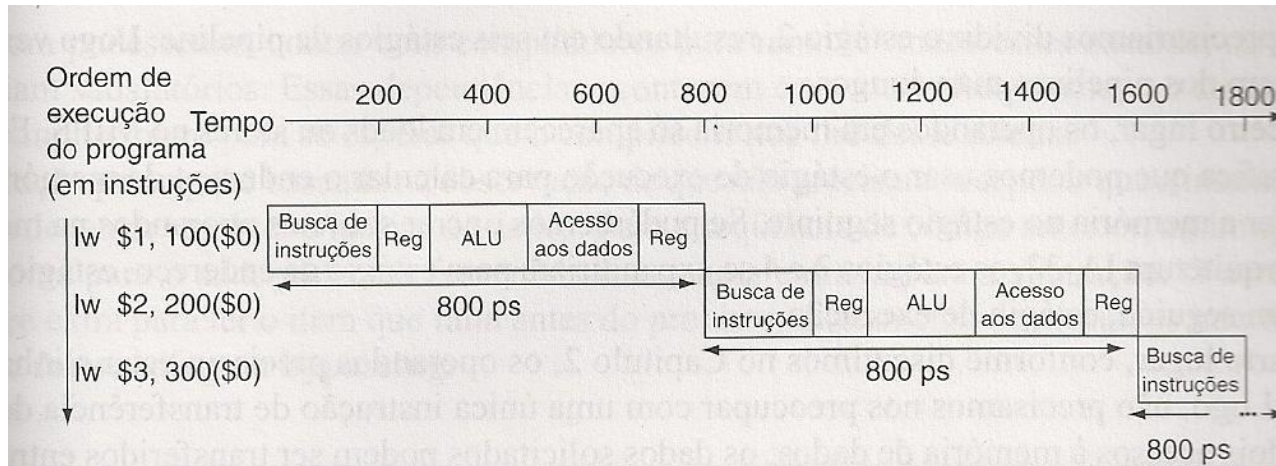 Ordem de
execução
do programa
(em instruções)
Tempo
200 400 600 800 1000 1200 1400 1600 1800
lw $1, 100($0)
Busca de
instruções
Reg
ALU
Acesso
aos dados
Reg
800 ps
lw $2, 200($0)
Busca de
instruções
Reg
ALU
Acesso
aos dados
Reg
800 ps
lw $3, 300($0)
Busca de
instruções
...
800 ps